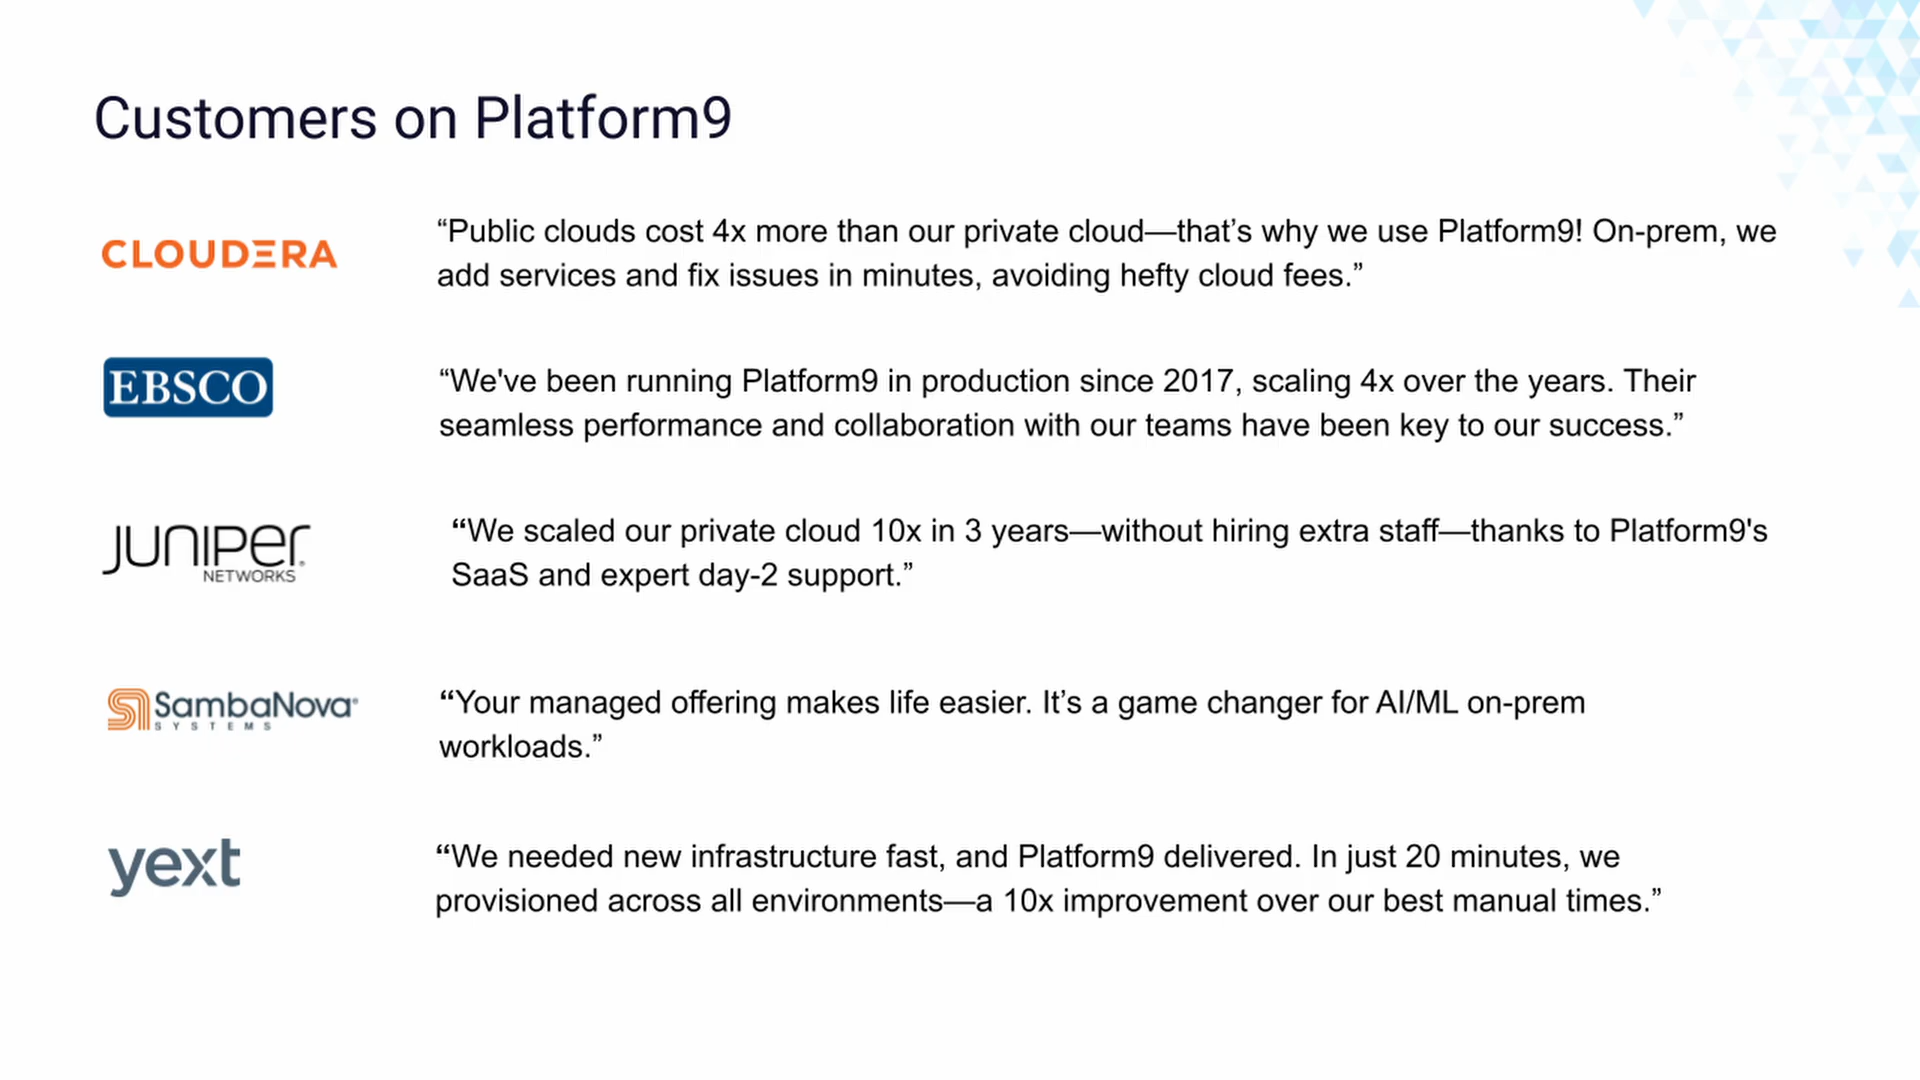 Customers on Platform9
CLOUDERA
“Public clouds cost 4x more than our private cloud—that’s why we use Platform9! On-prem, we
add services and fix issues in minutes, avoiding hefty cloud fees.”
EBSCO
“We've been running Platform9 in production since 2017, scaling 4x over the years. Their
seamless performance and collaboration with our teams have been key to our success.”
JUNIPER
NETWORKS
“We scaled our private cloud 10x in 3 years—without hiring extra staff—thanks to Platform9's
SaaS and expert day-2 support.”
SambaNova®
SYSTEMS
“Your managed offering makes life easier. It’s a game changer for AI/ML on-prem
workloads.”
yext
“We needed new infrastructure fast, and Platform9 delivered. In just 20 minutes, we
provisioned across all environments—a 10x improvement over our best manual times.”